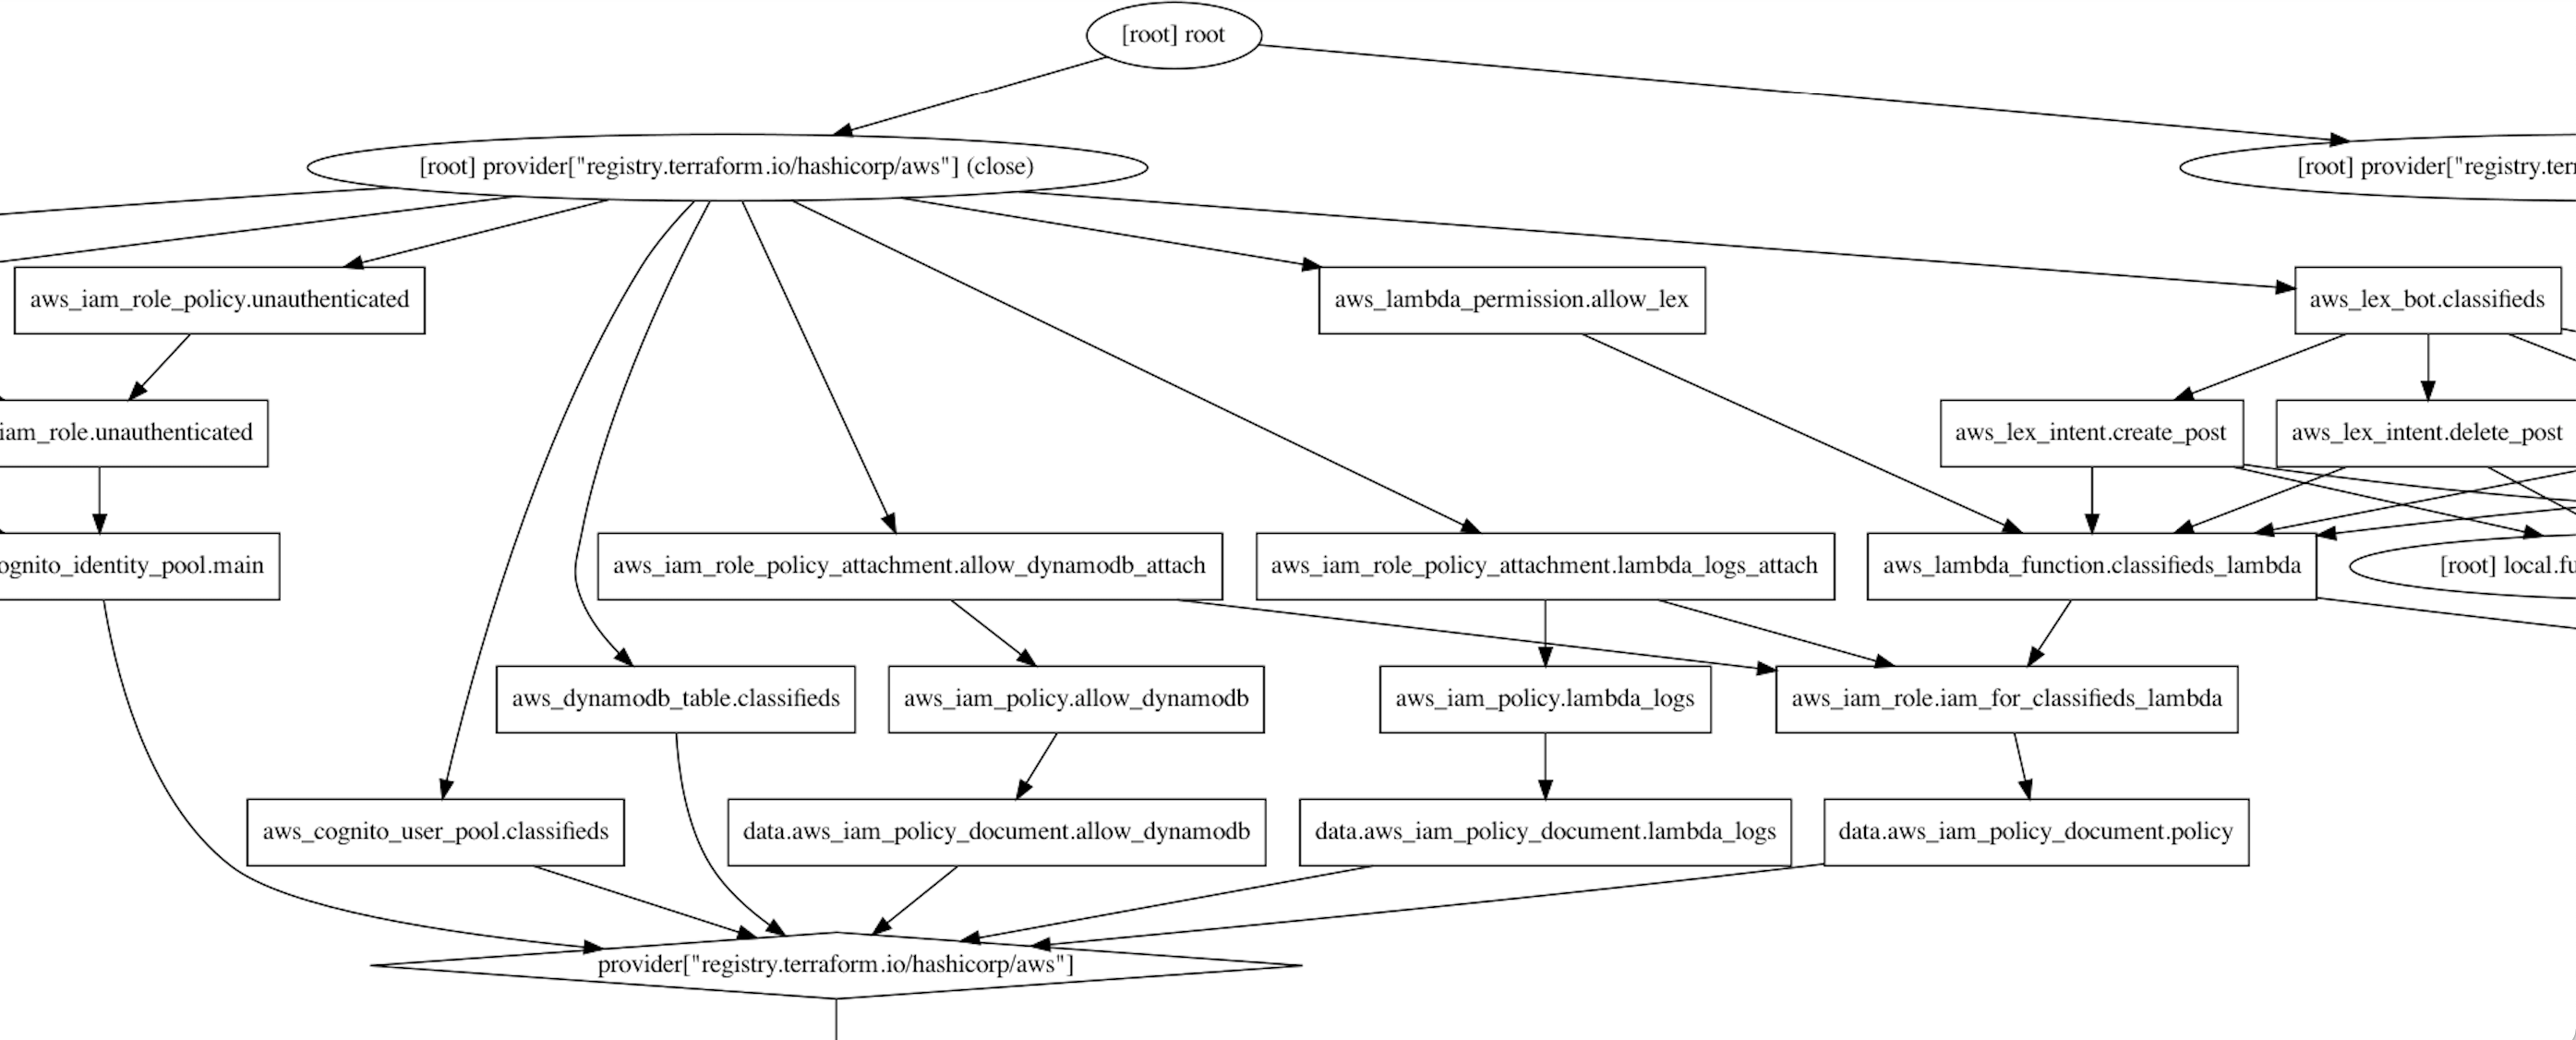 [root] root
[root] provider["registry.terraform.io/hashicorp/aws"] (close)
[root] provider["registry.ter
aws_iam_role_policy.unauthenticated
aws_lambda_permission.allow_lex
aws_lex_bot.classifieds
iam_role.unauthenticated
aws_lex_intent.create_post
aws_lex_intent.delete_post
ognito_identity_pool.main
aws_iam_role_policy_attachment.allow_dynamodb_attach
aws_iam_role_policy_attachment.lambda_logs_attach
aws_lambda_function.classifieds_lambda
[root] local.fu
aws_dynamodb_table.classifieds
aws_iam_policy.allow_dynamodb
aws_iam_policy.lambda_logs
aws_iam_role.iam_for_classifieds_lambda
aws_cognito_user_pool.classifieds
data.aws_iam_policy_document.allow_dynamodb
data.aws_iam_policy_document.lambda_logs
data.aws_iam_policy_document.policy
provider["registry.terraform.io/hashicorp/aws"]